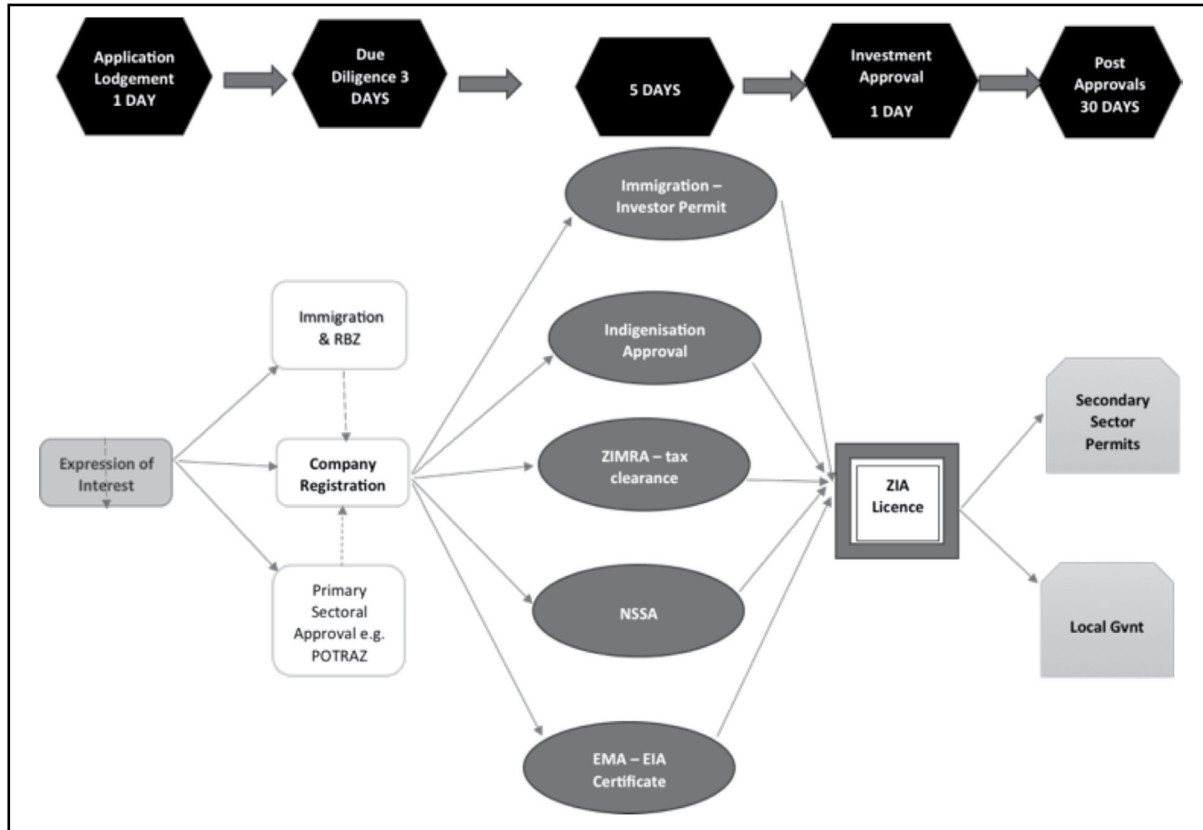 Application
Lodgement
1 DAY
Due
Diligence 3
DAYS
5 DAYS
Investment
Approval
1 DAY
Post
Approvals
30 DAYS
Immigration –
Investor Permit
Immigration
& RBZ
Indigenisation
Approval
Expression of
Interest
Company
Registration
ZIMRA – tax
clearance
ZIA
Licence
Secondary
Sector
Permits
Primary
Sectoral
Approval e.g.
POTRAZ
NSSA
Local Gvnt
EMA – EIA
Certificate